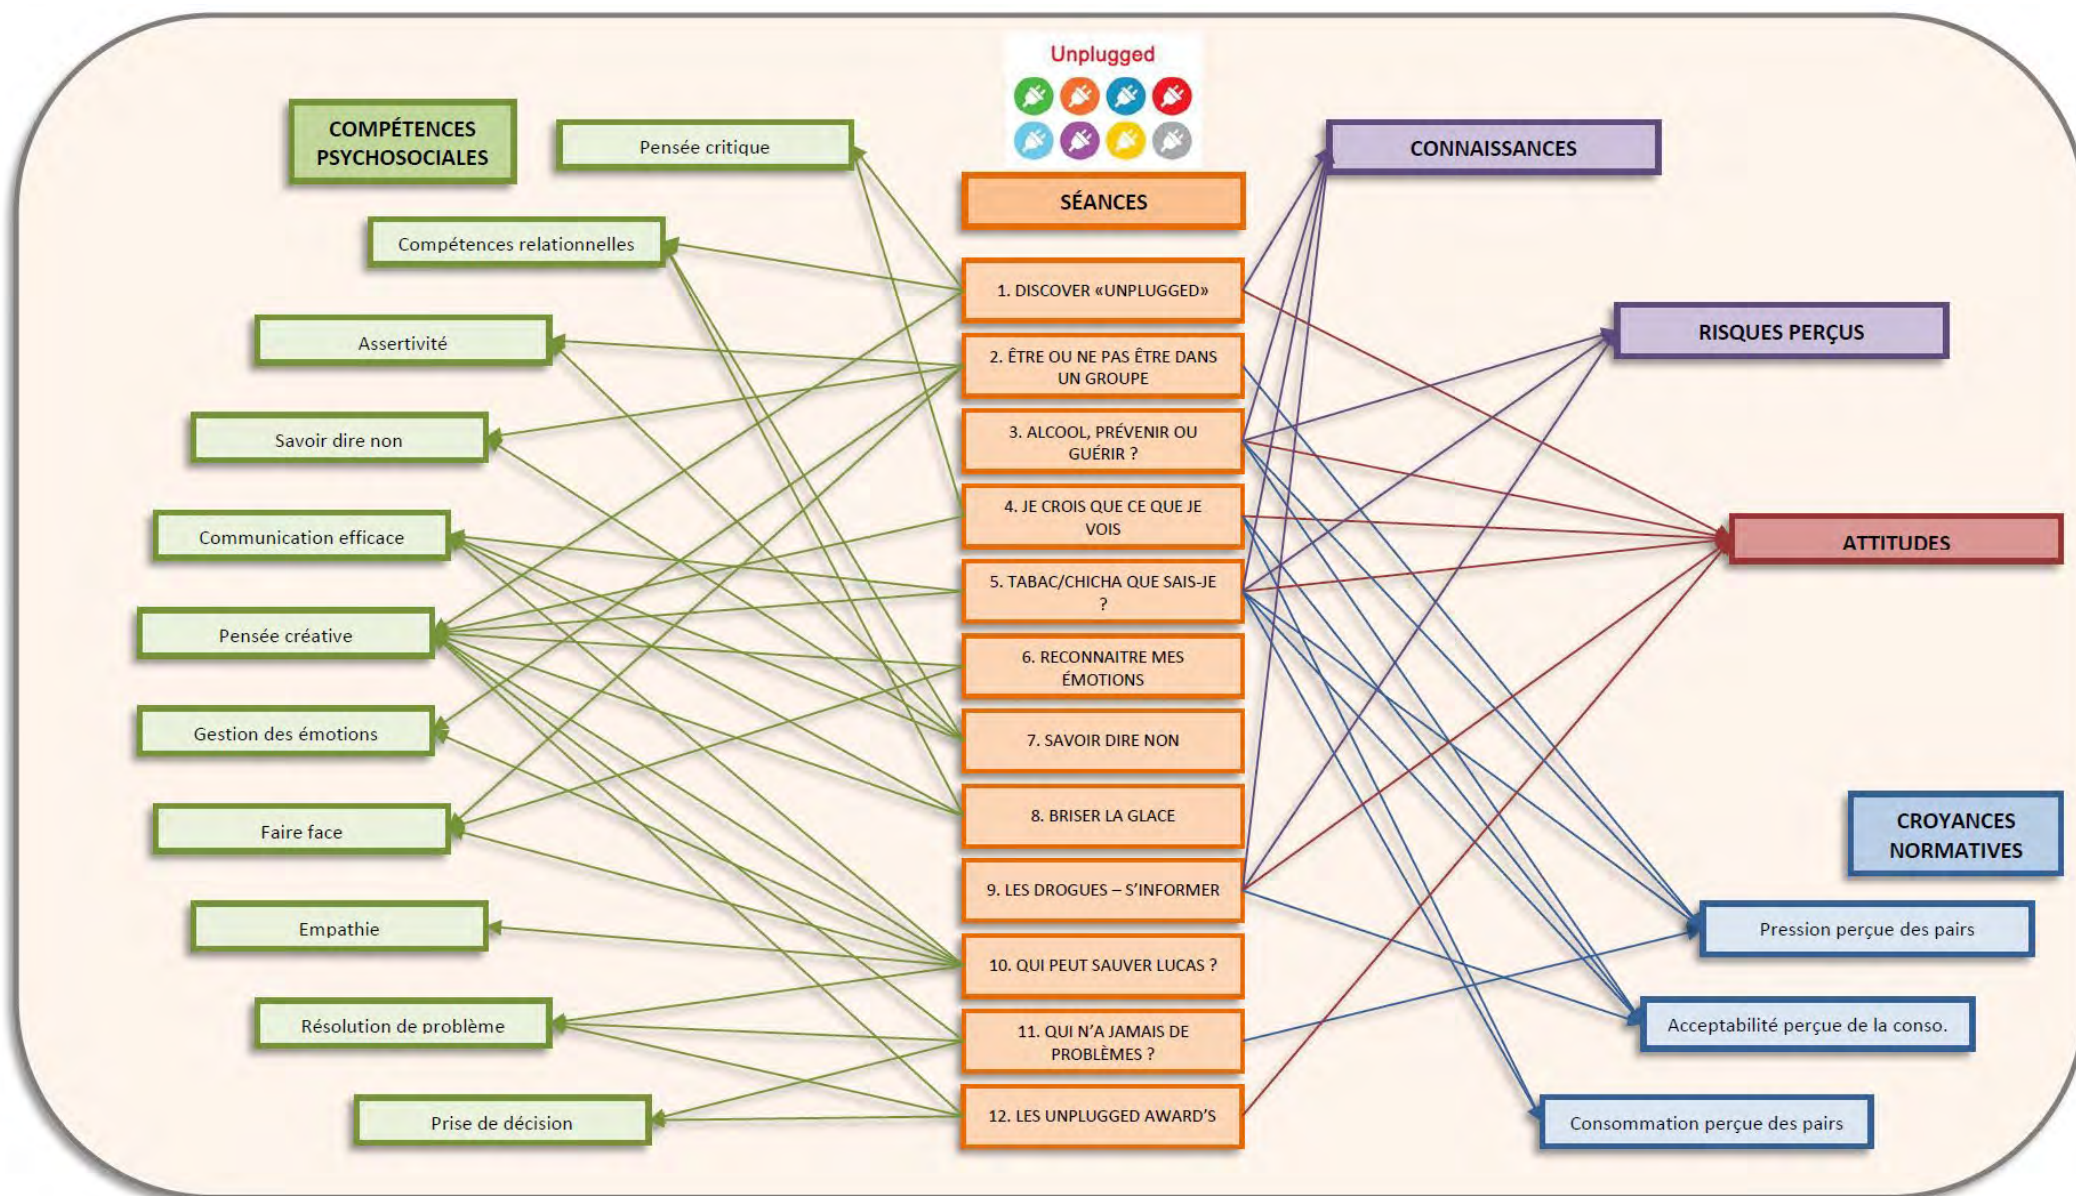 Unplugged
COMPÉTENCES
PSYCHOSOCIALES
Pensée critique
Compétences relationnelles
Assertivité
Savoir dire non
Communication efficace
Pensée créative
Gestion des émotions
Faire face
Empathie
Résolution de problème
Prise de décision
SÉANCES
1. DISCOVER «UNPLUGGED»
2. ÊTRE OU NE PAS ÊTRE DANS
UN GROUPE
3. ALCOOL, PRÉVENIR OU
GUÉRIR ?
4. JE CROIS QUE CE QUE JE
VOIS
5. TABAC/CHICHA QUE SAIS-JE
?
6. RECONNAITRE MES
ÉMOTIONS
7. SAVOIR DIRE NON
8. BRISER LA GLACE
9. LES DROGUES – S’INFORMER
10. QUI PEUT SAUVER LUCAS ?
11. QUI N’A JAMAIS DE
PROBLÈMES ?
12. LES UNPLUGGED AWARD’S
CONNAISSANCES
RISQUES PERÇUS
ATTITUDES
CROYANCES
NORMATIVES
Pression perçue des pairs
Acceptabilité perçue de la conso.
Consommation perçue des pairs